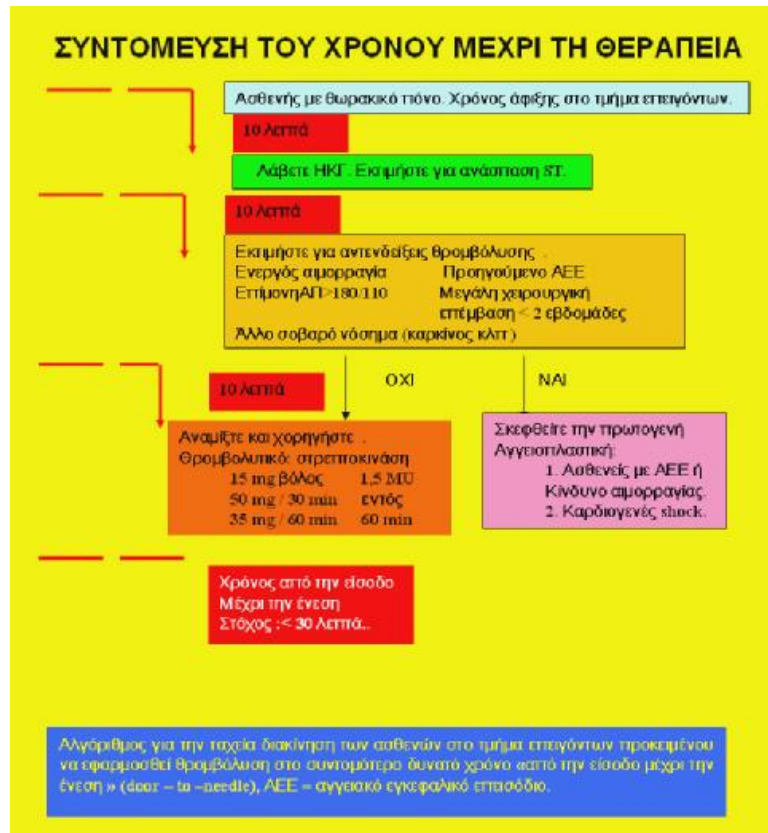 ΣΥΝΤΟΜΕΥΣΗ ΤΟΥ ΧΡΟΝΟΥ ΜΕΧΡΙ ΤΗ ΘΕΡΑΠΕΙΑ
Ασθενής με θωρακικό πόνο. Χρόνος άφιξης στο τμήμα επειγόντων.
10 λεπτά
Λάβετε ΗΚΓ. Εκτιμήστε για ανάσπαση ST.
10 λεπτά
Εκτιμήστε για αντενδείξεις θρομβόλυσης .
Ενεργός αιμορραγία Προηγούμενο ΑΕΕ
ΕπίμονηΑΠ>180/110 Μεγάλη χειρουργική
επέμβαση < 2 εβδομάδες
Άλλο σοβαρό νόσημα (καρκίνος κλπ )
ΟΧΙ ΝΑΙ
10 λεπτά
Αναμίξτε και χορηγήστε .
Θρομβολυτικό: στρεπτοκινάση
15 mg βόλος 1,5 MU
50 mg / 30 min εντός
35 mg / 60 min 60 min
Σκεφθείτε την πρωτογενή
Αγγειοπλαστική:
1. Ασθενείς με ΑΕΕ ή
Κίνδυνο αιμορραγίας.
2. Καρδιογενές shock.
Χρόνος από την είσοδο
Μέχρι την ένεση
Στόχος :< 30 λεπτά..
Αλγόριθμος για την ταχεία διακίνηση των ασθενών στο τμήμα επειγόντων προκειμένου
να εφαρμοσθεί θρομβόλυση στο συντομότερο δυνατό χρόνο «από την είσοδο μέχρι την
ένεση » (door – to –needle), ΑΕΕ = αγγειακό εγκεφαλικό επεισόδιο.